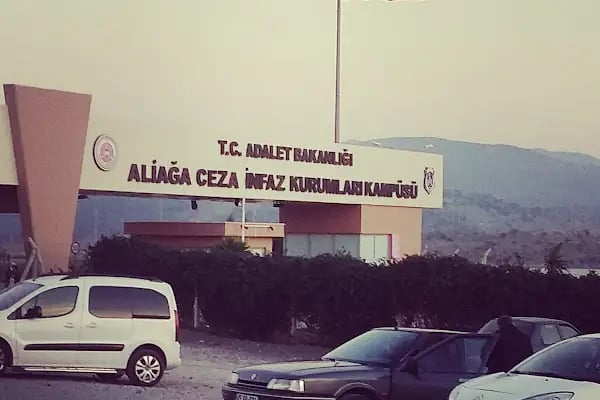 T.C. ADALET BAKANLIĞI
ALİAĞA CEZA İNFAZ KURUMLARI KAMPÜSÜ